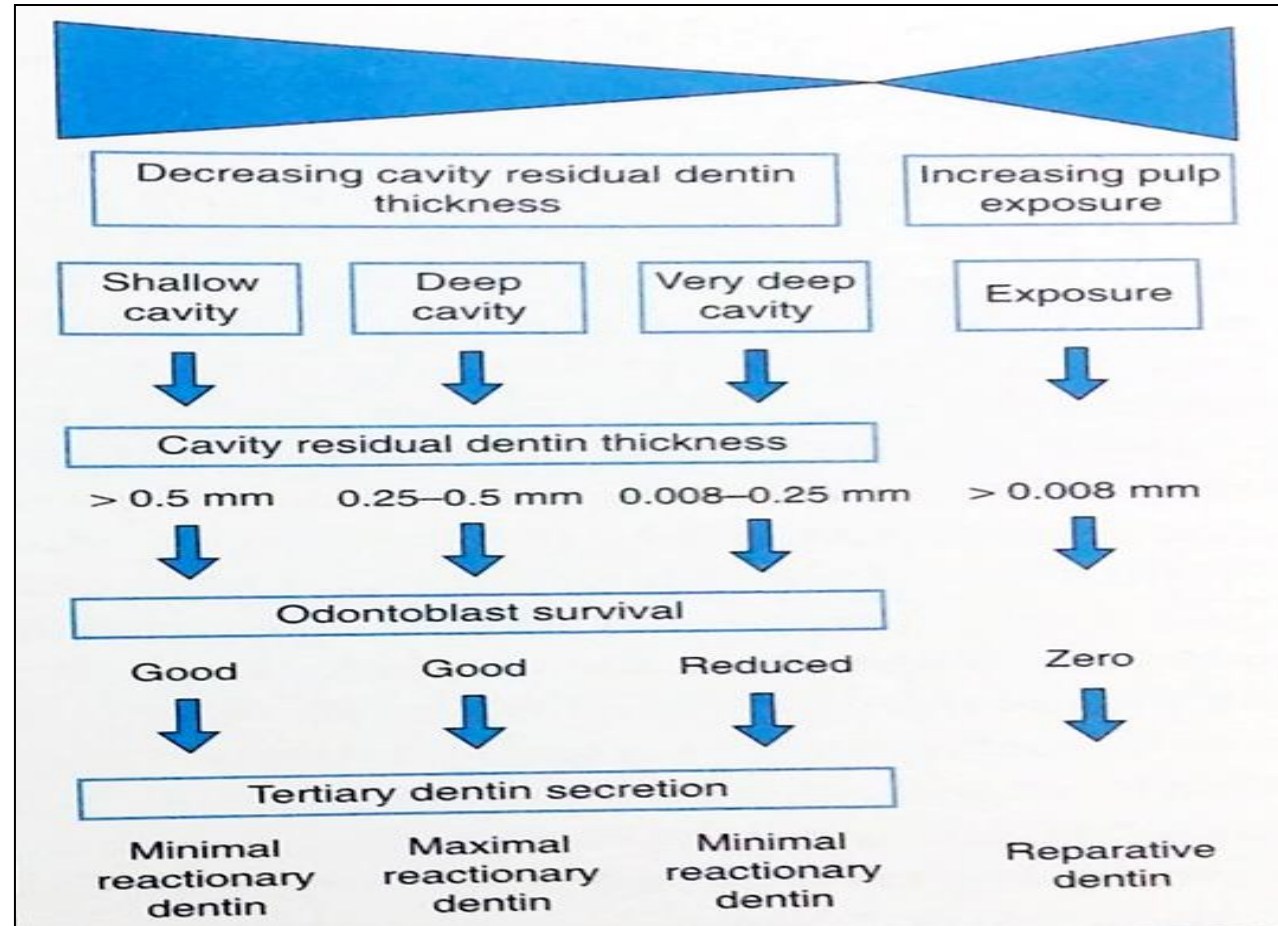 Decreasing cavity residual dentin
thickness
Increasing pulp
exposure
Shallow
cavity
Deep
cavity
Very deep
cavity
Exposure
Cavity residual dentin thickness
> 0.5 mm
0.25–0.5 mm
0.008–0.25 mm
> 0.008 mm
Odontoblast survival
Good
Good
Reduced
Zero
Tertiary dentin secretion
Minimal
reactionary
dentin
Maximal
reactionary
dentin
Minimal
reactionary
dentin
Reparative
dentin